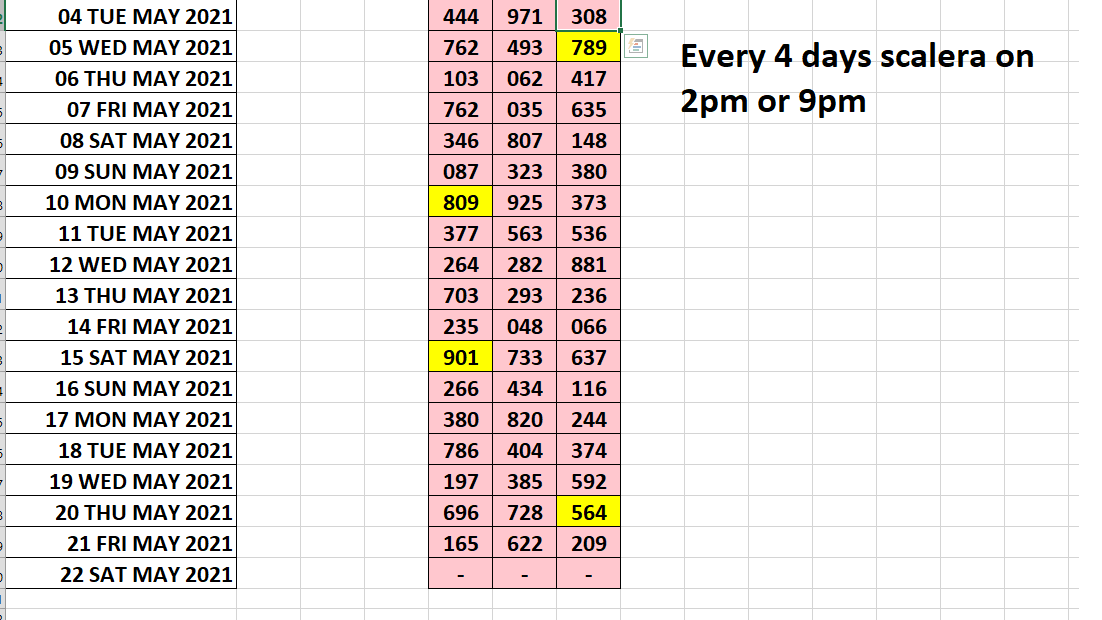 04 TUE MAY 2021 444 971 308
05 WED MAY 2021 762 493 789
Every 4 days scalera on
2pm or 9pm
06 THU MAY 2021 103 062 417
07 FRI MAY 2021 762 035 635
08 SAT MAY 2021 346 807 148
09 SUN MAY 2021 087 323 380
10 MON MAY 2021 809 925 373
11 TUE MAY 2021 377 563 536
12 WED MAY 2021 264 282 881
13 THU MAY 2021 703 293 236
14 FRI MAY 2021 235 048 066
15 SAT MAY 2021 901 733 637
16 SUN MAY 2021 266 434 116
17 MON MAY 2021 380 820 244
18 TUE MAY 2021 786 404 374
19 WED MAY 2021 197 385 592
20 THU MAY 2021 696 728 564
21 FRI MAY 2021 165 622 209
22 SAT MAY 2021 - - -